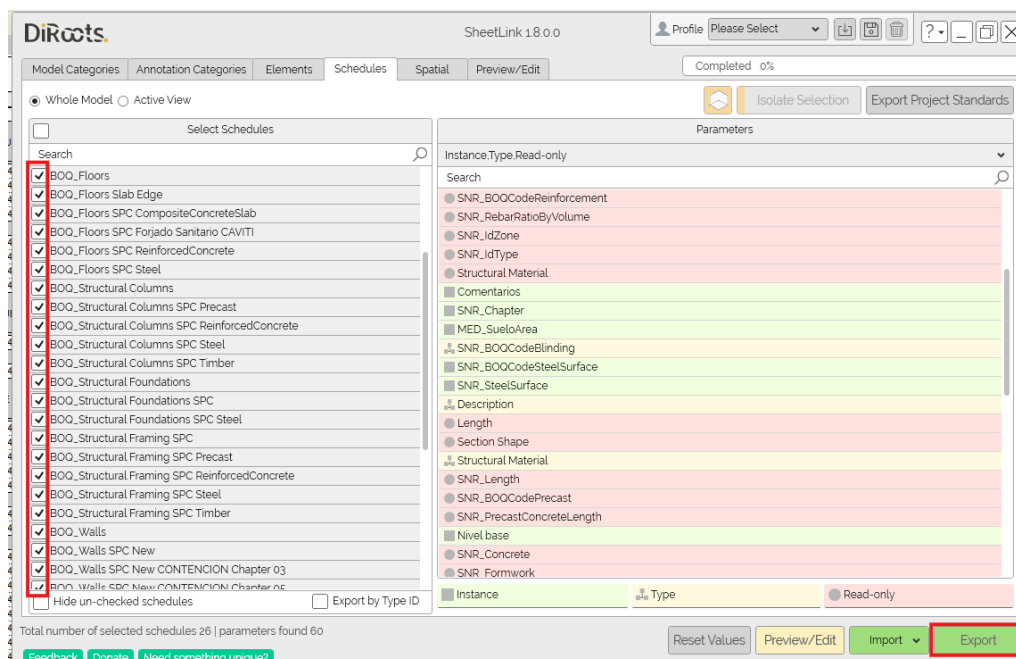 DiRoots.
SheetLink 1.8.0.0
Profile Please Select
?
Model Categories Annotation Categories Elements Schedules Spatial Preview/Edit
Completed 0%
Whole Model Active View
Isolate Selection Export Project Standards
Select Schedules
Parameters
Search
Instance,Type,Read-only
Search
BOQ_Floors
BOQ_Floors Slab Edge
BOQ_Floors SPC CompositeConcreteSlab
BOQ_Floors SPC Forjado Sanitario CAVITI
BOQ_Floors SPC ReinforcedConcrete
BOQ_Floors SPC Steel
BOQ_Structural Columns
BOQ_Structural Columns SPC Precast
BOQ_Structural Columns SPC ReinforcedConcrete
BOQ_Structural Columns SPC Steel
BOQ_Structural Columns SPC Timber
BOQ_Structural Foundations
BOQ_Structural Foundations SPC
BOQ_Structural Foundations SPC Steel
BOQ_Structural Framing SPC
BOQ_Structural Framing SPC Precast
BOQ_Structural Framing SPC ReinforcedConcrete
BOQ_Structural Framing SPC Steel
BOQ_Structural Framing SPC Timber
BOQ_Walls
BOQ_Walls SPC New
BOQ_Walls SPC New CONTENCION Chapter 03
BOQ_Walls SPC New CONTENCION Chapter 05
SNR_BOQCodeReinforcement
SNR_RebarRatioByVolume
SNR_IdZone
SNR_IdType
Structural Material
Comentarios
SNR_Chapter
MED_SueloArea
SNR_BOQCodeBlinding
SNR_BOQCodeSteelSurface
SNR_SteelSurface
Description
Length
Section Shape
Structural Material
SNR_Length
SNR_BOQCodePrecast
SNR_PrecastConcreteLength
Nivel base
SNR_Concrete
SNR_Formwork
Hide un-checked schedules Export by Type ID
Instance Type Read-only
Total number of selected schedules 26 | parameters found 60
Reset Values Preview/Edit Import Export
Feedback Donate Need something unique?